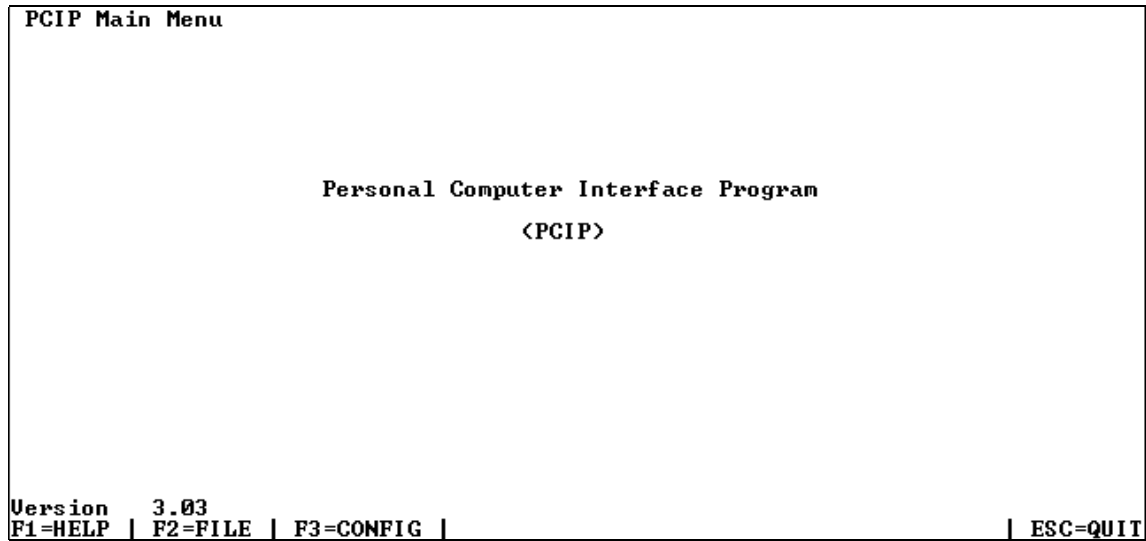 PCIP Main Menu
Personal Computer Interface Program
(PCIP)
Version 3.03
F1=HELP | F2=FILE | F3=CONFIG | | ESC=QUIT